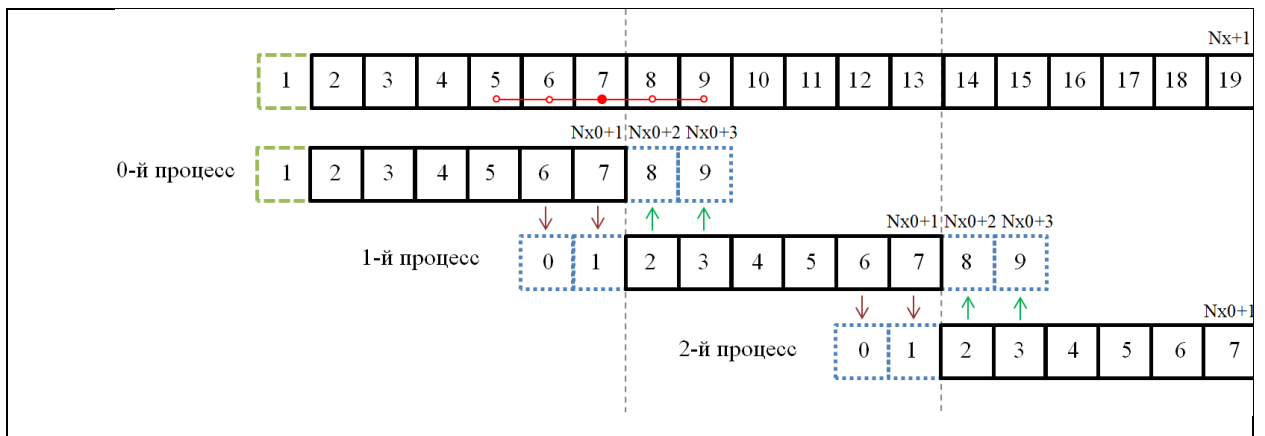 Nx+1
1 2 3 4 5 6 7 8 9 10 11 12 13 14 15 16 17 18 19
Nx0+1 Nx0+2 Nx0+3
0-й процесс 1 2 3 4 5 6 7 8 9
Nx0+1 Nx0+2 Nx0+3
1-й процесс 0 1 2 3 4 5 6 7 8 9
Nx0+1
2-й процесс 0 1 2 3 4 5 6 7